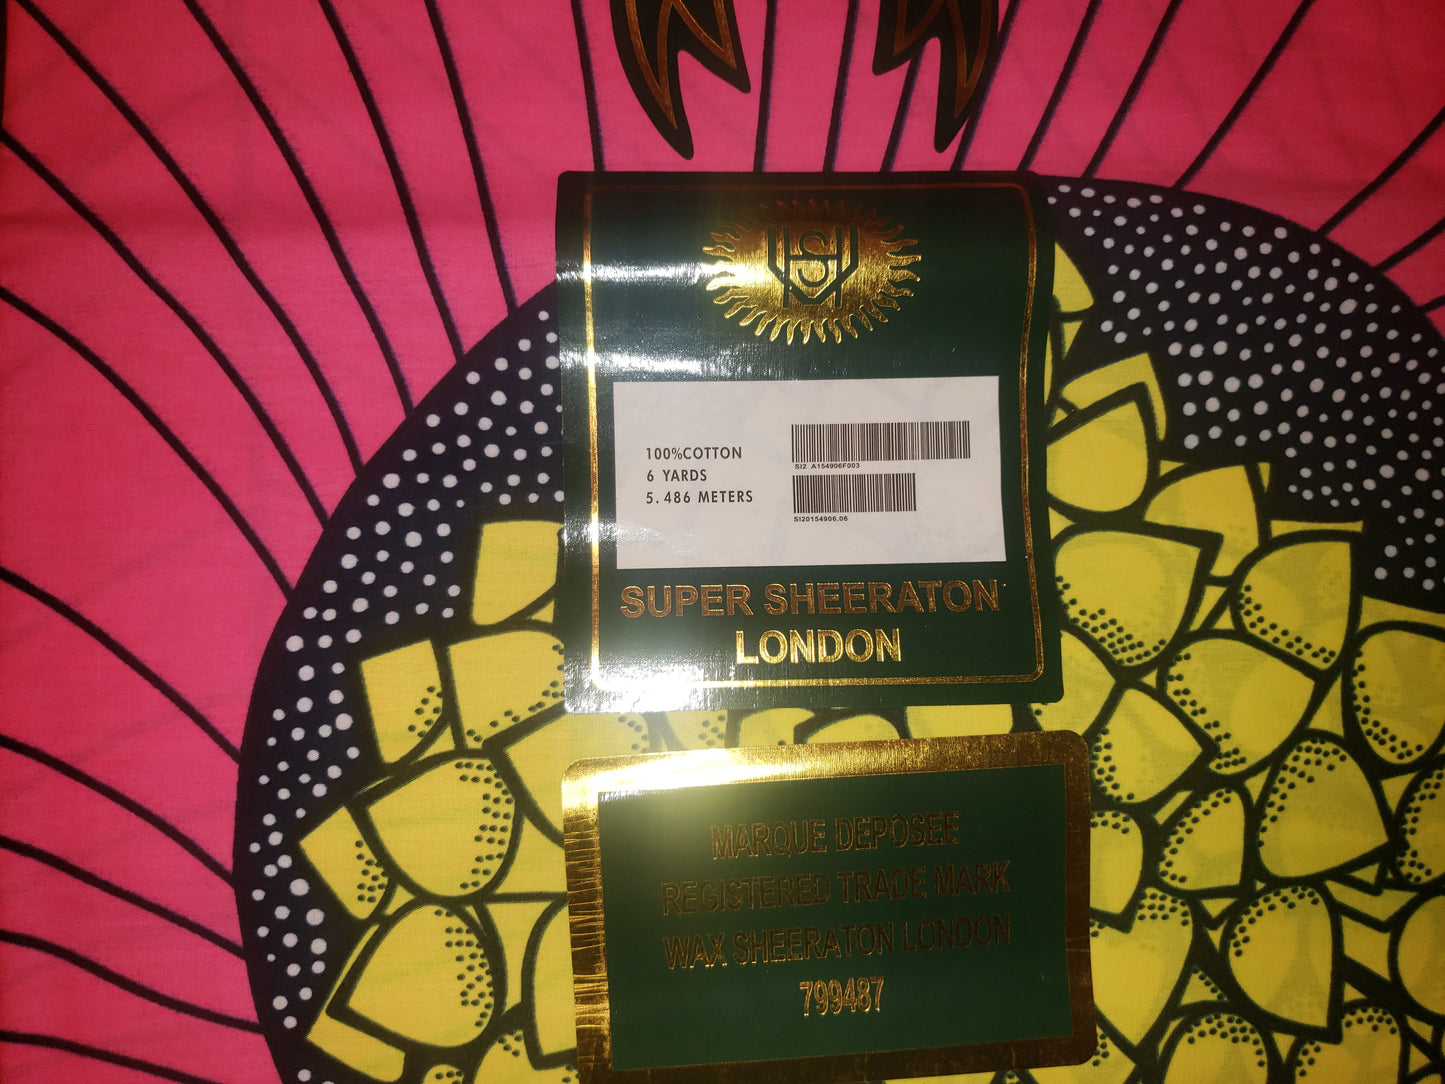 100%COTTON
6 YARDS
5.486 METERS
SI2 A154906F003
SI20154906.06
SUPER SHEERATON
LONDON
MARQUE DEPOSEE
REGISTERED TRADE MARK
WAX SHEERATON LONDON
799487